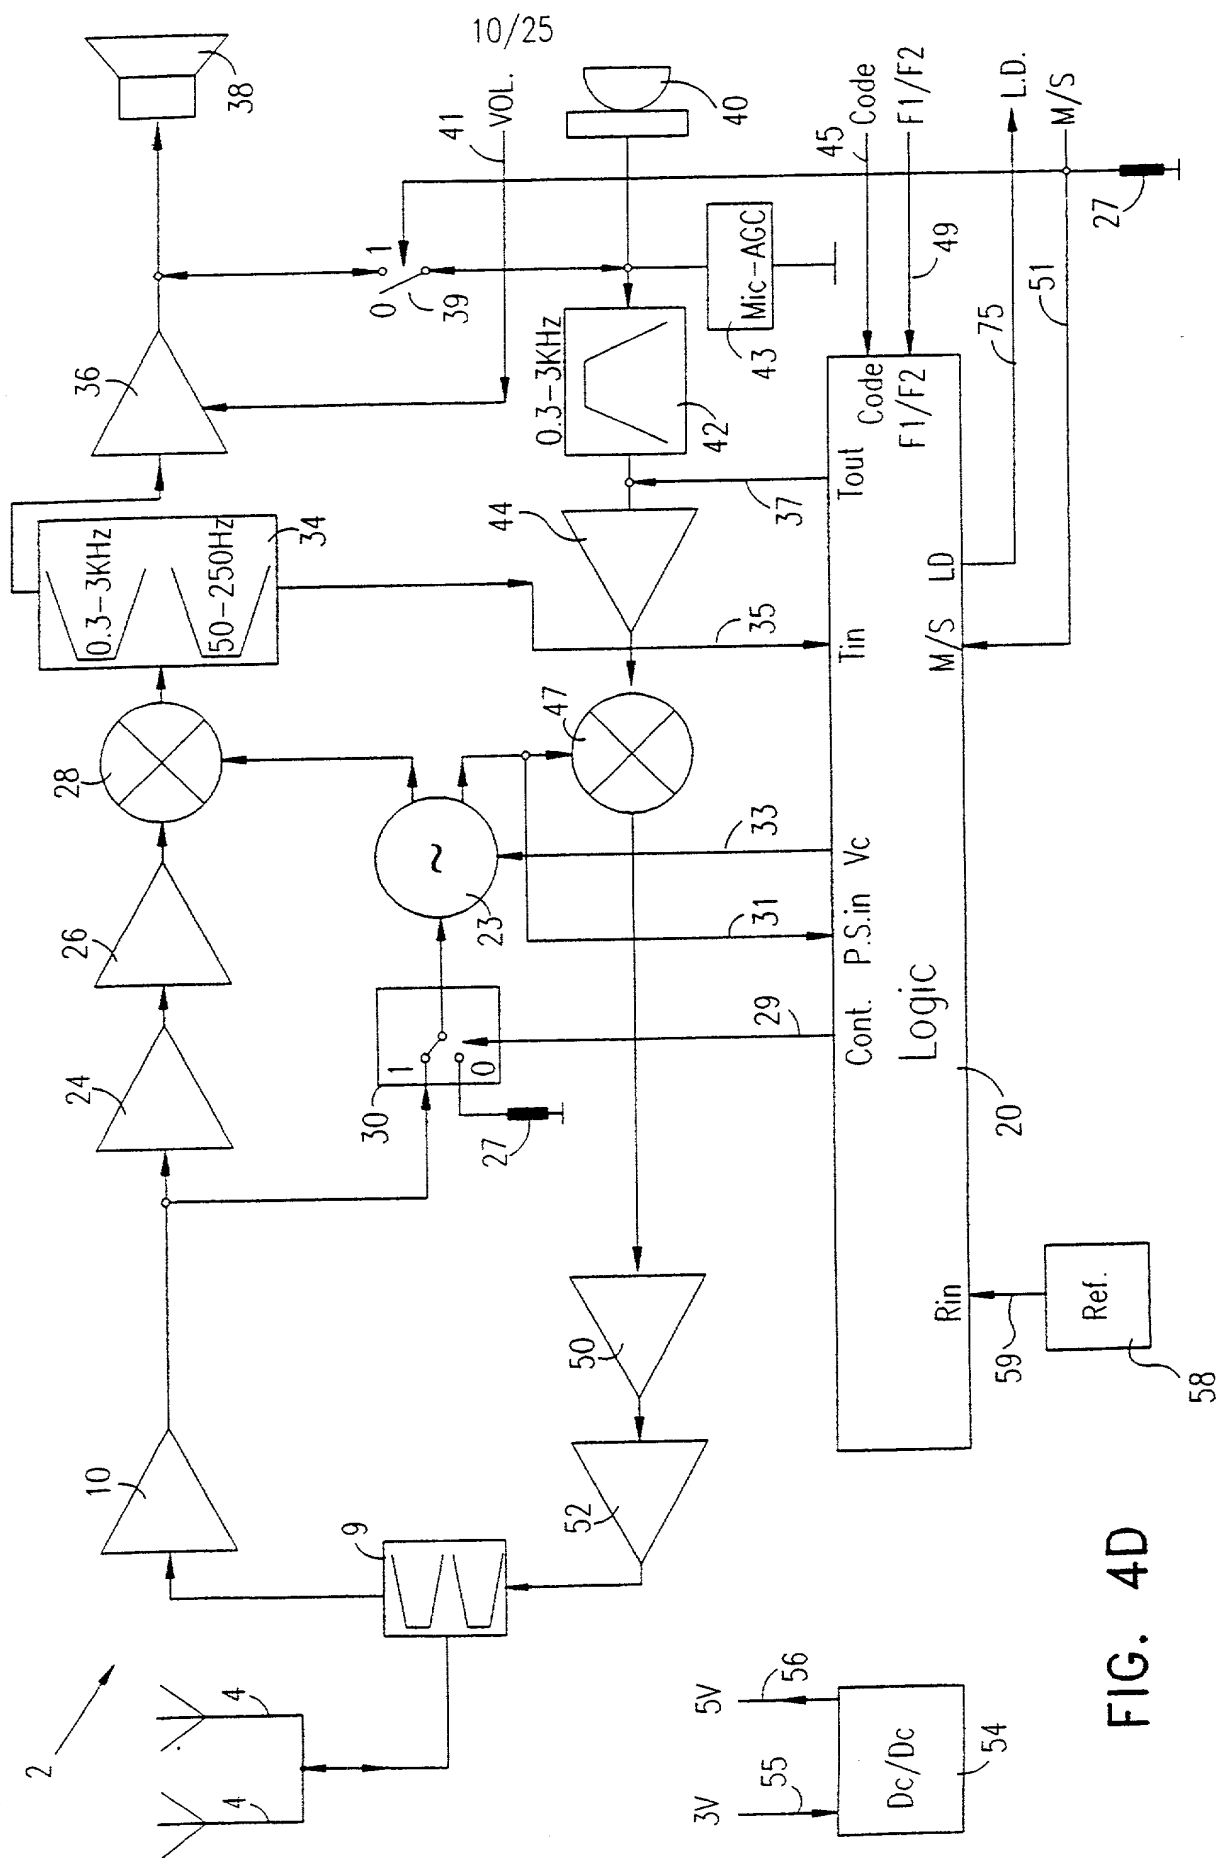 10/25
2
4
4
9
10
24
26
28
0.3-3KHz
50-250Hz
34
36
38
30
1
0
27
23
~
0
1
39
41
VOL.
40
0.3-3KHz
42
Mic-AGC
43
44
47
50
52
29
31
33
35
37
45
Code
F1/F2
49
Cont.
P.S.in
Vc
Tin
Tout
Code
F1/F2
Logic
20
Rin
M/S
LD
75
L.D.
51
M/S
27
59
Ref.
58
3V
55
5V
56
Dc/Dc
54
FIG. 4D